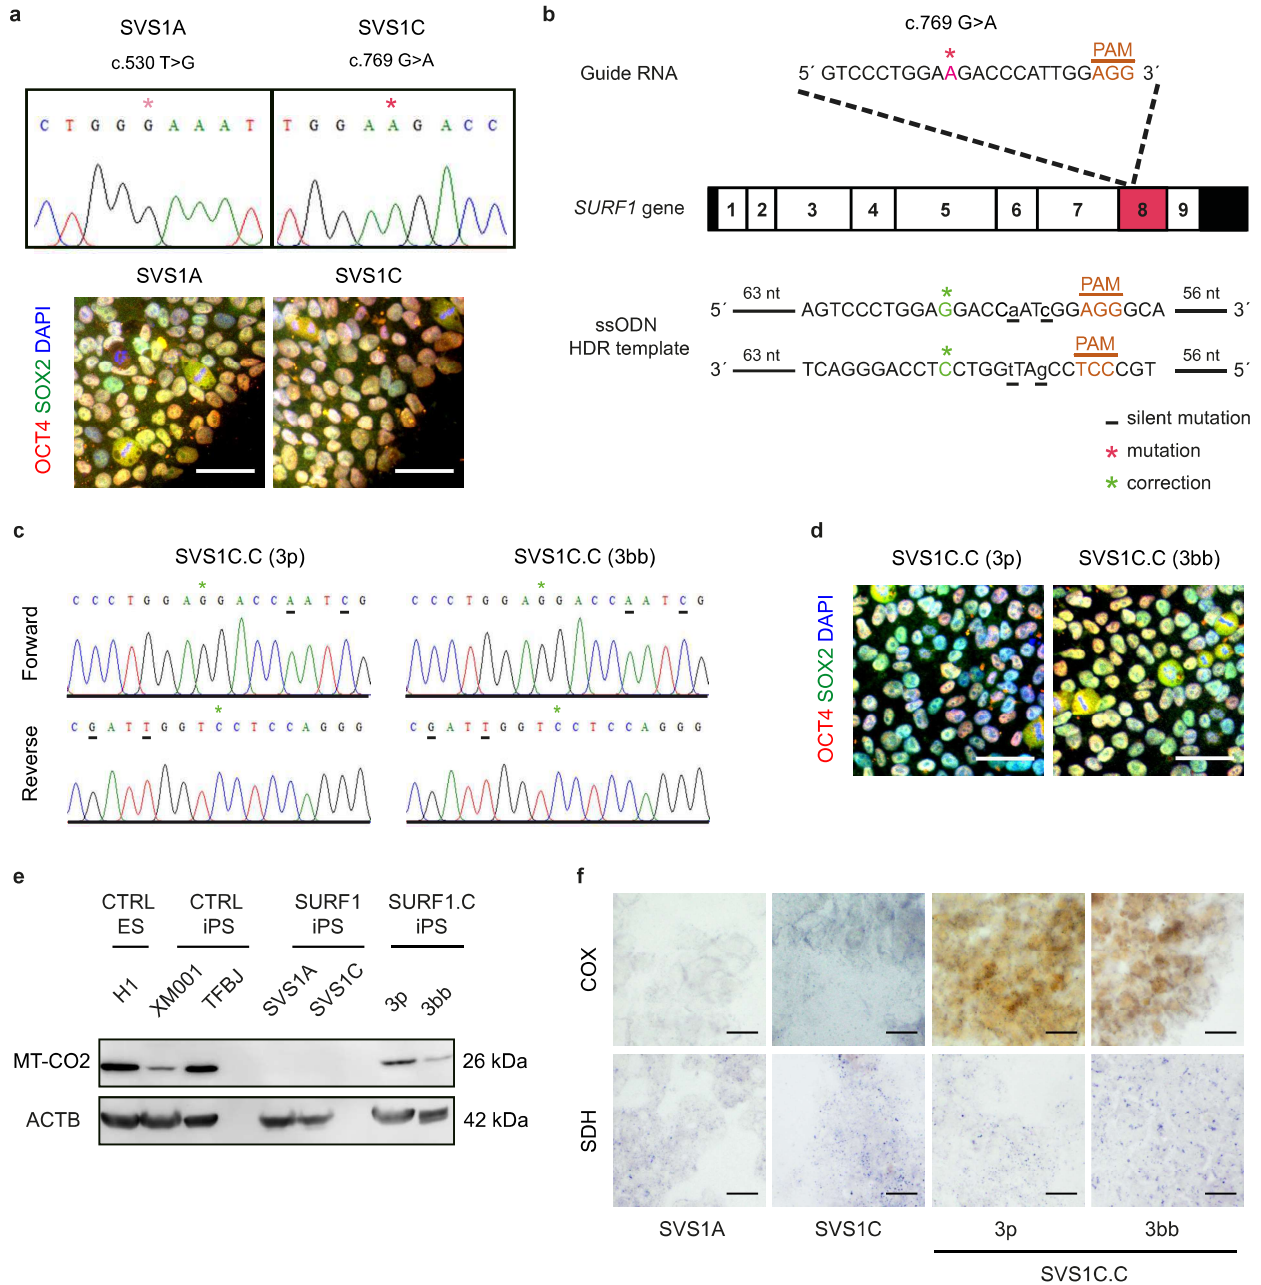 a
SVS1A
SVS1C
c.530 T>G
c.769 G>A
* *
C T G G G A A A T T G G A A G A C C
SVS1A
SVS1C
OCT4 SOX2 DAPI
b
c.769 G>A
*
PAM
Guide RNA
5´ GTCCCTGGAAGACCCATTGGAGG 3´
SURF1 gene
1 2 3 4 5 6 7 8 9
ssODN
HDR template
* PAM
5´ 63 nt AGTCCCTGGAGGACCaATcGGAGGGCA 56 nt 3´
* PAM
3´ 63 nt TCAGGGACCTCCTGGtTAgCCTCCCGT 56 nt 5´
silent mutation
* mutation
* correction
c
SVS1C.C (3p)
SVS1C.C (3bb)
* *
Forward
C C C T G G A G G A C C A A T C G
C C C T G G A G G A C C A A T C G
* *
Reverse
C G A T T G G T C C T C C A G G G
C G A T T G G T C C T C C A G G G
d
SVS1C.C (3p)
SVS1C.C (3bb)
OCT4 SOX2 DAPI
e
CTRL ES
CTRL iPS
SURF1 iPS
SURF1.C iPS
H1 XM001 TFBJ SVS1A SVS1C 3p 3bb
MT-CO2 26 kDa
ACTB 42 kDa
f
COX
SDH
SVS1A SVS1C 3p 3bb
SVS1C.C